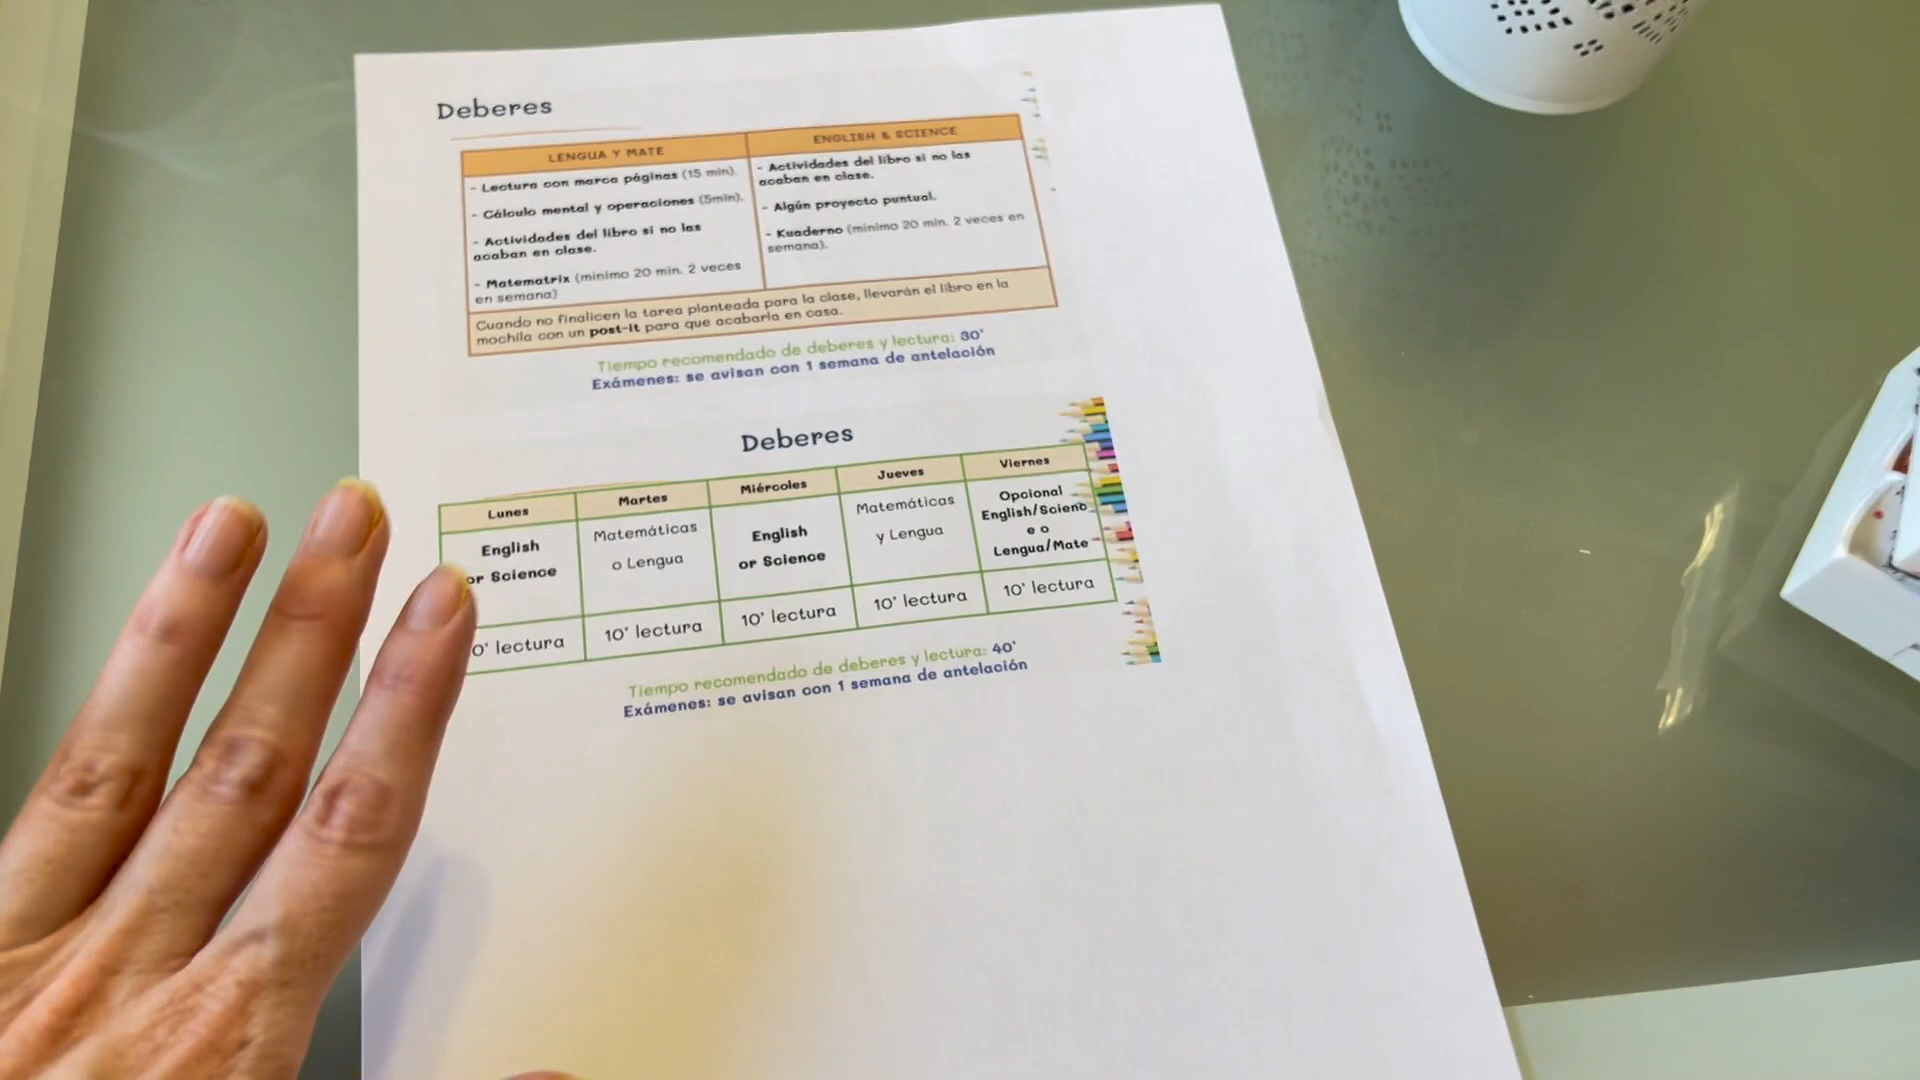 Deberes
LENGUA Y MATE
- Lectura con marca páginas (15 min).
- Cálculo mental y operaciones (5min).
- Actividades del libro si no las
acaban en clase.
- Matematrix (minimo 20 min. 2 veces
en semana)
ENGLISH & SCIENCE
- Actividades del libro si no las
acaban en clase.
- Algún proyecto puntual.
- Kuaderno (minimo 20 min. 2 veces en
semana).
Cuando no finalicen la tarea planteada para la clase, llevarán el libro en la
mochila con un post-it para que acabarla en casa.
Tiempo recomendado de deberes y lectura: 30'
Exámenes: se avisan con 1 semana de antelación
Deberes
Lunes Martes Miércoles Jueves Viernes
English
or Science
Matemáticas
o Lengua
English
or Science
Matemáticas
y Lengua
Opcional
English/Scienc
e o
Lengua/Mate
0' lectura 10' lectura 10' lectura 10' lectura 10' lectura
Tiempo recomendado de deberes y lectura: 40'
Exámenes: se avisan con 1 semana de antelación